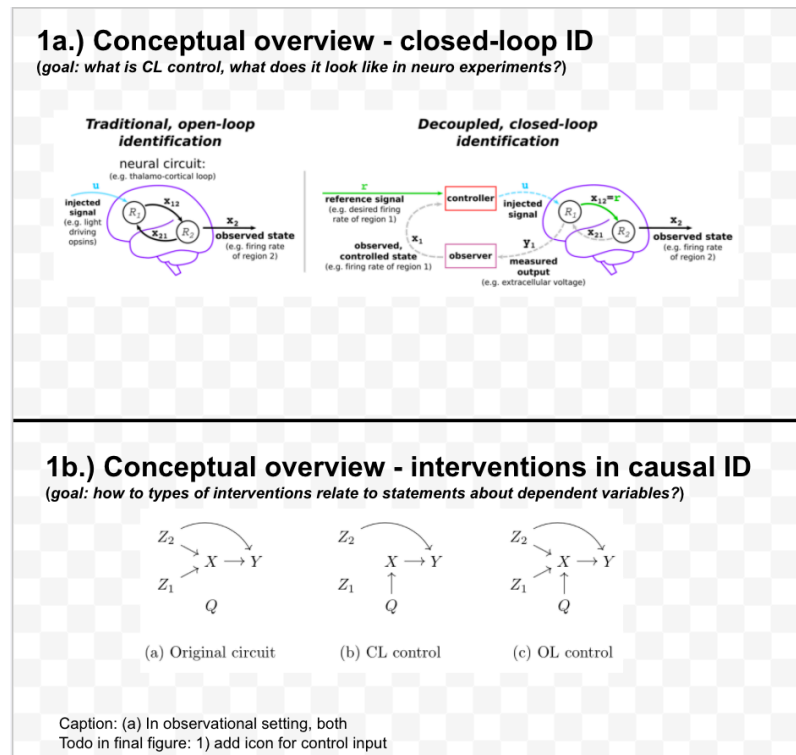 1a.) Conceptual overview - closed-loop ID
(goal: what is CL control, what does it look like in neuro experiments?)
Traditional, open-loop
identification
neural circuit:
(e.g. thalamo-cortical loop)
u
injected
signal
(e.g. light
driving
opsins)
R₁
x₁₂
x₂₁
R₂
x₂
observed state
(e.g. firing rate
of region 2)
Decoupled, closed-loop
identification
r
reference signal
(e.g. desired firing
rate of region 1)
controller
u
injected
signal
R₁
x₁₂=r
x₂₁
R₂
x₂
observed state
(e.g. firing rate
of region 2)
x₁
observed,
controlled state
(e.g. firing rate of region 1)
observer
y₁
measured
output
(e.g. extracellular voltage)
1b.) Conceptual overview - interventions in causal ID
(goal: how to types of interventions relate to statements about dependent variables?)
Z₂
X → Y
Z₁
Q
(a) Original circuit
Z₂
X → Y
Z₁
Q
(b) CL control
Z₂
X → Y
Z₁
Q
(c) OL control
Caption: (a) In observational setting, both
Todo in final figure: 1) add icon for control input